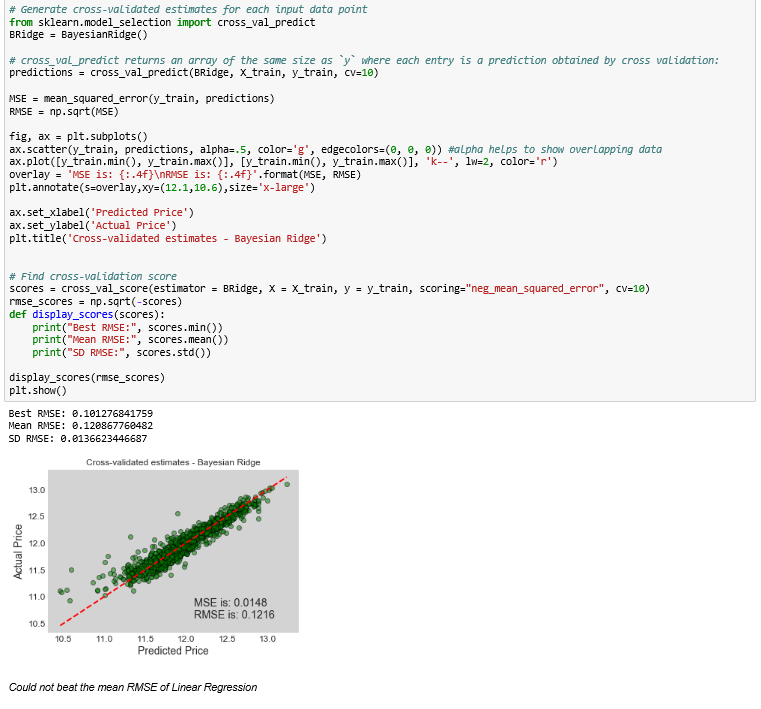 # Generate cross-validated estimates for each input data point
from sklearn.model_selection import cross_val_predict
BRidge = BayesianRidge()
# cross_val_predict returns an array of the same size as `y` where each entry is a prediction obtained by cross validation:
predictions = cross_val_predict(BRidge, X_train, y_train, cv=10)
MSE = mean_squared_error(y_train, predictions)
RMSE = np.sqrt(MSE)
fig, ax = plt.subplots()
ax.scatter(y_train, predictions, alpha=.5, color='g', edgecolors=(0, 0, 0)) #alpha helps to show overlapping data
ax.plot([y_train.min(), y_train.max()], [y_train.min(), y_train.max()], 'k--', lw=2, color='r')
overlay = 'MSE is: {:.4f}\nRMSE is: {:.4f}'.format(MSE, RMSE)
plt.annotate(s=overlay,xy=(12.1,10.6),size='x-large')
ax.set_xlabel('Predicted Price')
ax.set_ylabel('Actual Price')
plt.title('Cross-validated estimates - Bayesian Ridge')
# Find cross-validation score
scores = cross_val_score(estimator = BRidge, X = X_train, y = y_train, scoring="neg_mean_squared_error", cv=10)
rmse_scores = np.sqrt(-scores)
def display_scores(scores):
    print("Best RMSE:", scores.min())
    print("Mean RMSE:", scores.mean())
    print("SD RMSE:", scores.std())
display_scores(rmse_scores)
plt.show()
Best RMSE: 0.101276841759
Mean RMSE: 0.120867760482
SD RMSE: 0.0136623446687
Cross-validated estimates - Bayesian Ridge
13.0
12.5
12.0
11.5
11.0
10.5
Actual Price
MSE is: 0.0148
RMSE is: 0.1216
10.5 11.0 11.5 12.0 12.5 13.0
Predicted Price
Could not beat the mean RMSE of Linear Regression